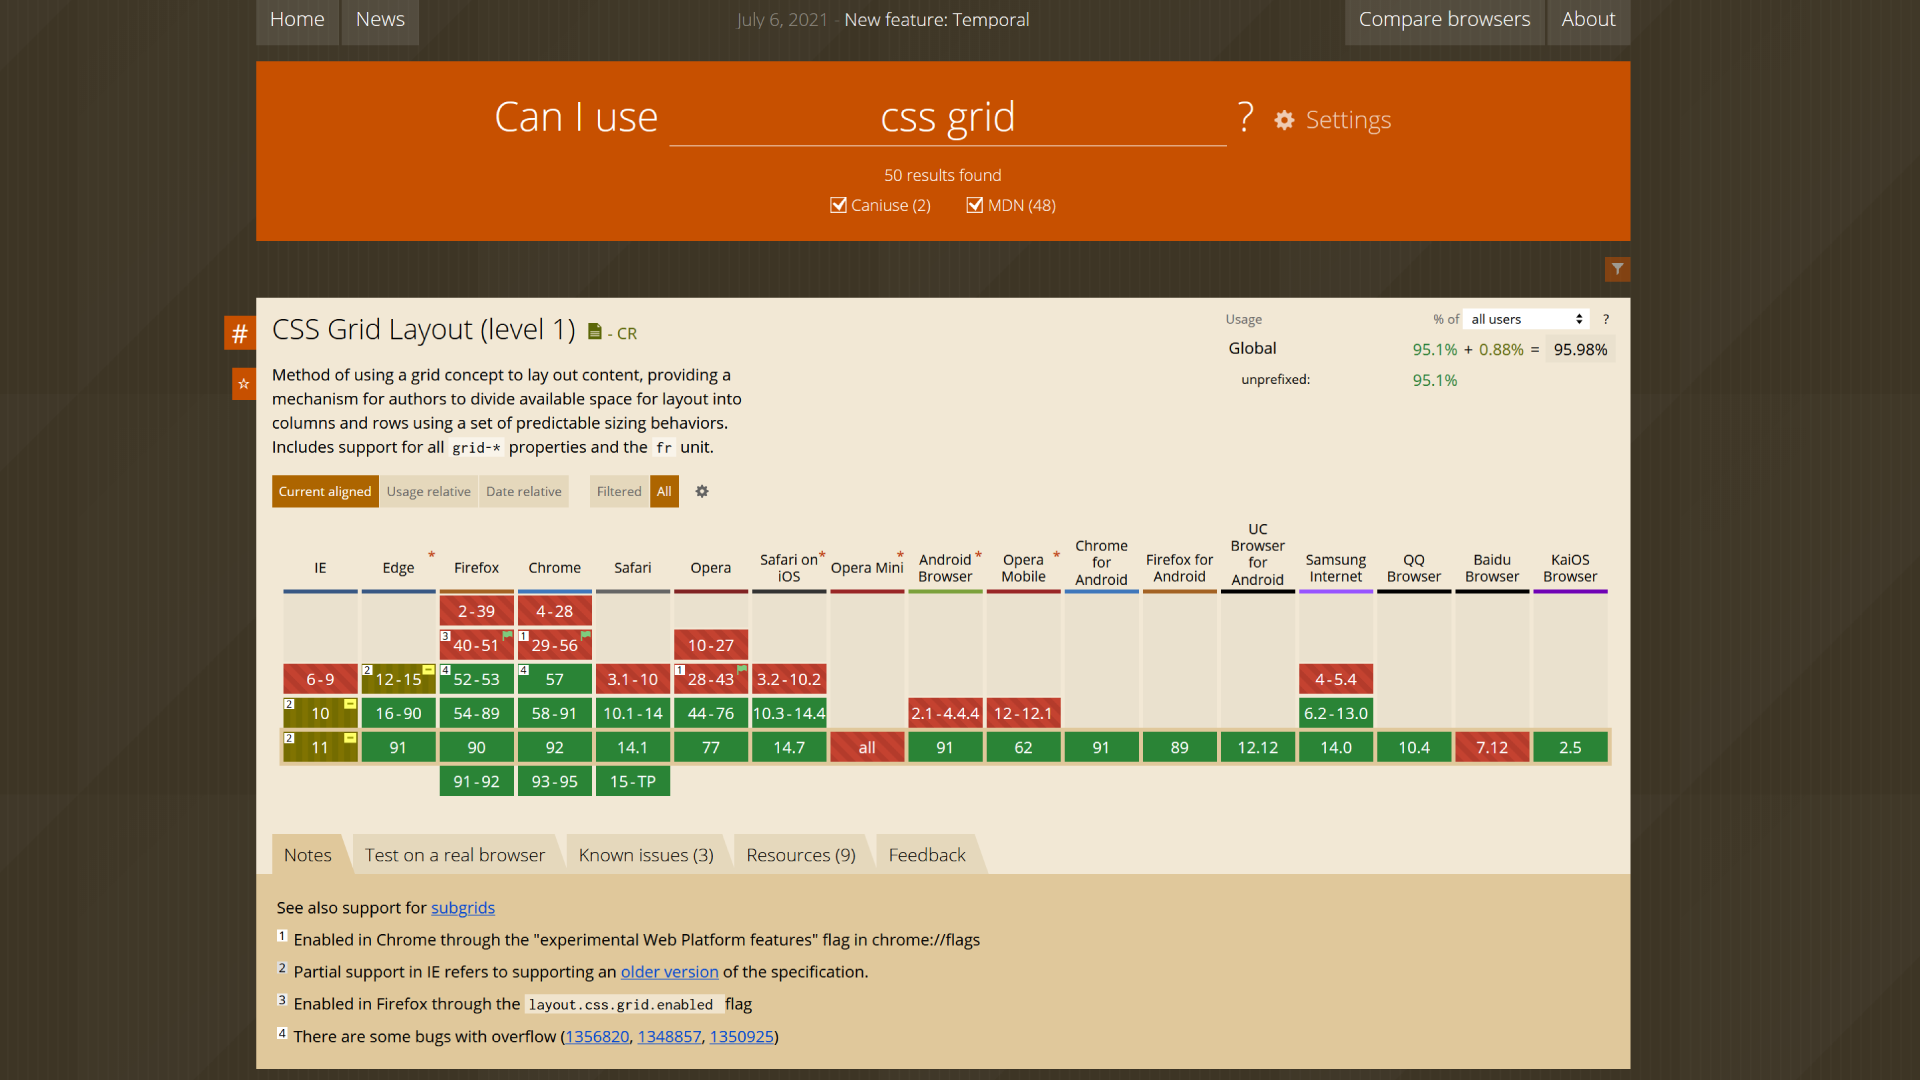 Home News July 6, 2021 - New feature: Temporal Compare browsers About
Can I use css grid ? Settings
50 results found
Caniuse (2) MDN (48)
# CSS Grid Layout (level 1) - CR
Usage % of all users ?
Global 95.1% + 0.88% = 95.98%
unprefixed: 95.1%
Method of using a grid concept to lay out content, providing a
mechanism for authors to divide available space for layout into
columns and rows using a set of predictable sizing behaviors.
Includes support for all grid-* properties and the fr unit.
Current aligned Usage relative Date relative Filtered All
IE Edge * Firefox Chrome Safari Opera Safari on iOS * Opera Mini * Android Browser * Opera Mobile * Chrome for Android Firefox for Android UC Browser for Android Samsung Internet QQ Browser Baidu Browser KaiOS Browser
2-39 4-28
3 40-51 1 29-56 10-27
6-9 2 12-15 4 52-53 4 57 3.1-10 1 28-43 3.2-10.2 4-5.4
2 10 16-90 54-89 58-91 10.1-14 44-76 10.3-14.4 2.1-4.4.4 12-12.1 6.2-13.0
2 11 91 90 92 14.1 77 14.7 all 91 62 91 89 12.12 14.0 10.4 7.12 2.5
91-92 93-95 15-TP
Notes Test on a real browser Known issues (3) Resources (9) Feedback
See also support for subgrids
1 Enabled in Chrome through the "experimental Web Platform features" flag in chrome://flags
2 Partial support in IE refers to supporting an older version of the specification.
3 Enabled in Firefox through the layout.css.grid.enabled flag
4 There are some bugs with overflow (1356820, 1348857, 1350925)